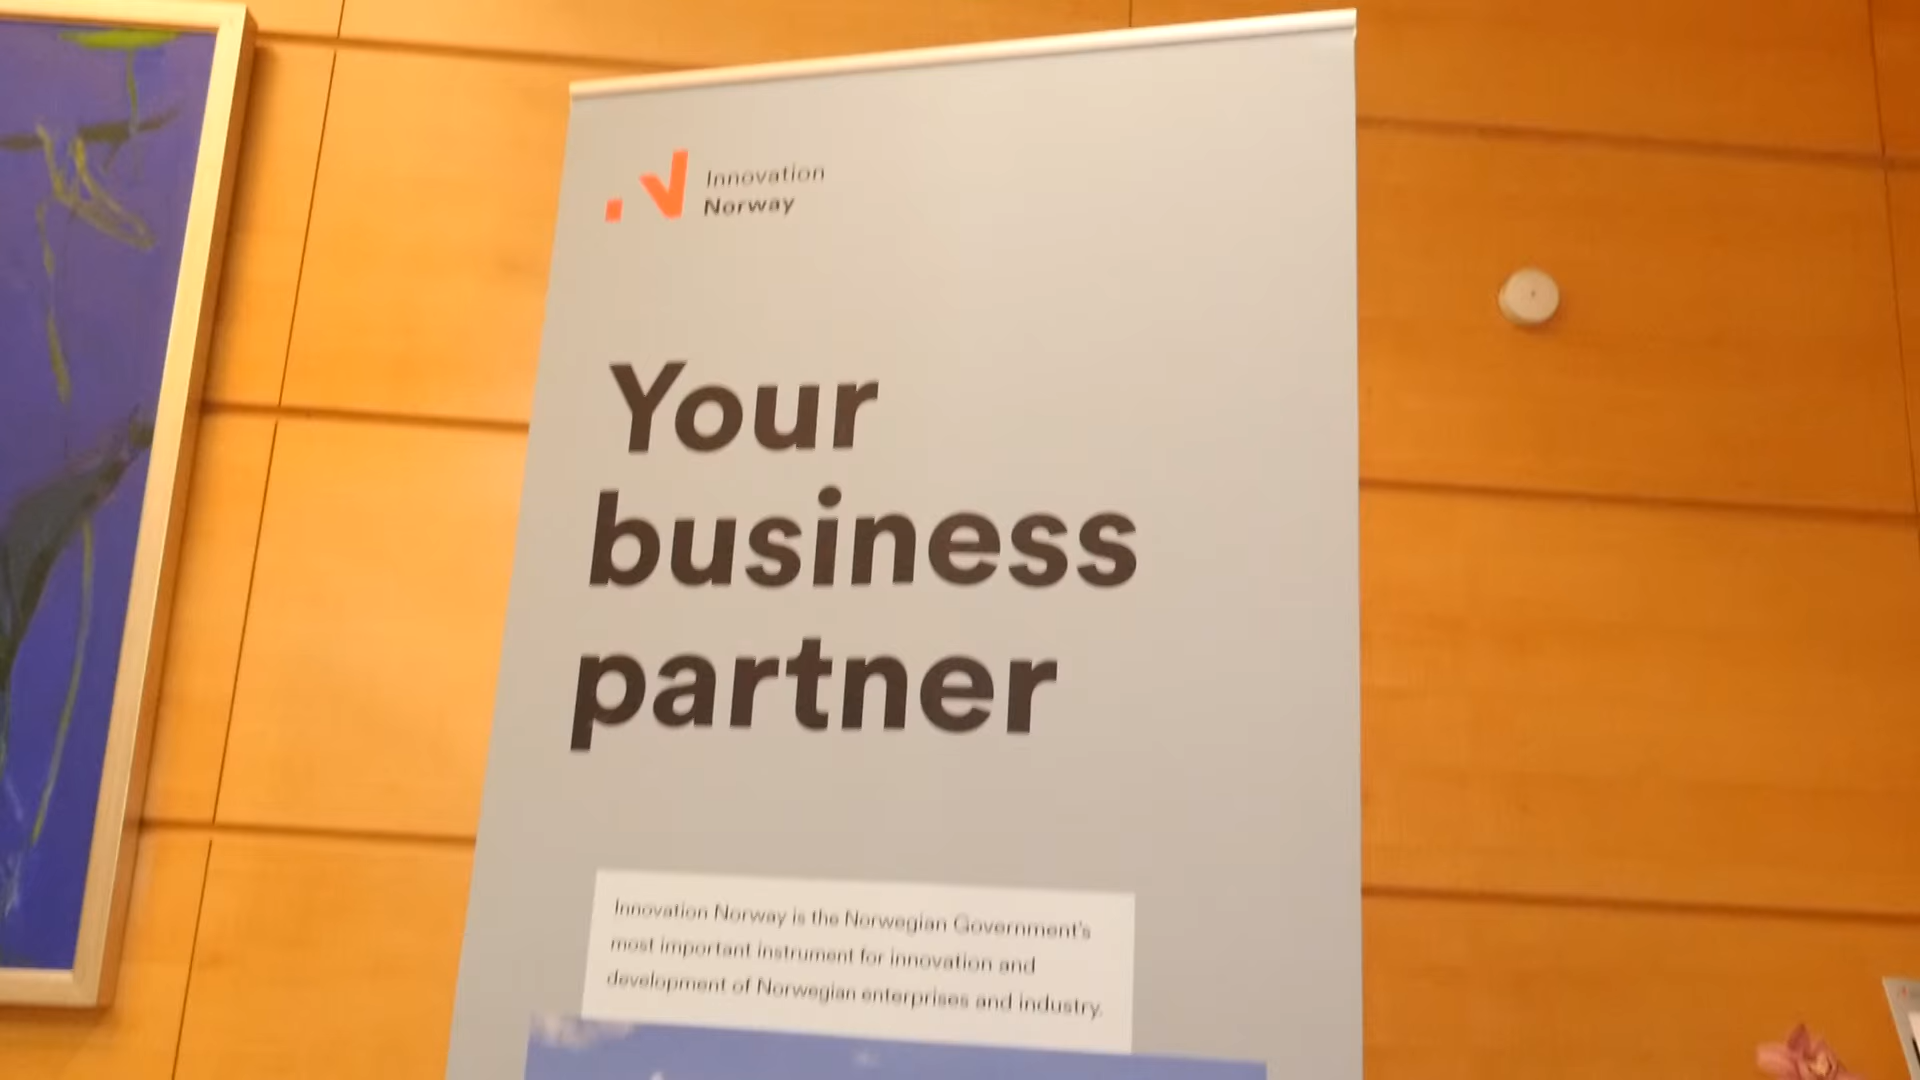 Innovation
Norway
Your
business
partner
Innovation Norway is the Norwegian Government's
most important instrument for innovation and
development of Norwegian enterprises and industry.